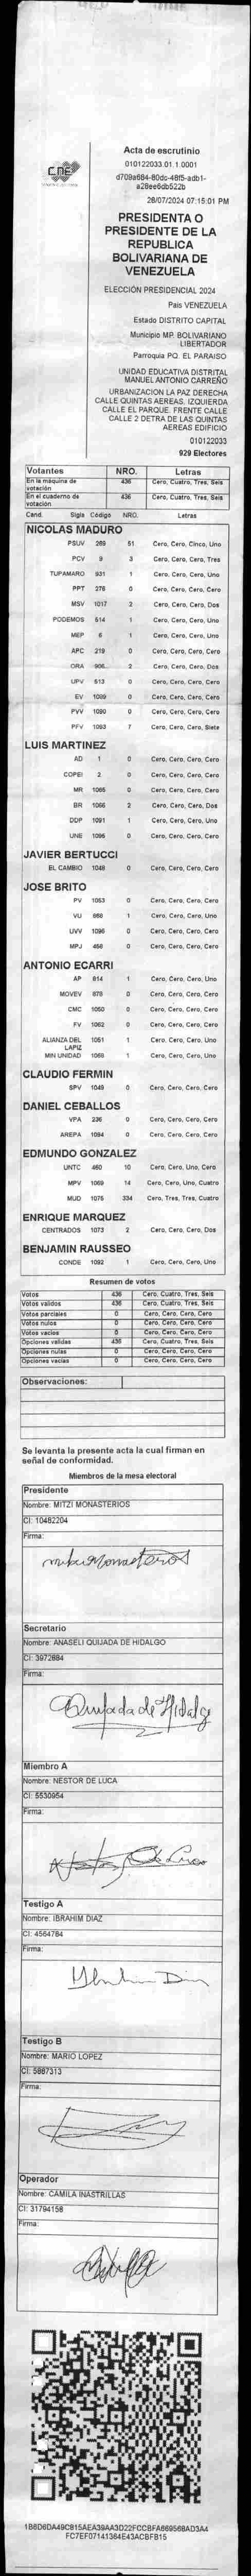 CNE
Acta de escrutinio
010122033.01.1.0001
d709a684-80dc-48f5-adb1-
a28ee6db522b
28/07/2024 07:15:01 PM
PRESIDENTA O
PRESIDENTE DE LA
REPUBLICA
BOLIVARIANA DE
VENEZUELA
ELECCIÓN PRESIDENCIAL 2024
País VENEZUELA
Estado DISTRITO CAPITAL
Municipio MP. BOLIVARIANO
LIBERTADOR
Parroquia PQ. EL PARAISO
UNIDAD EDUCATIVA DISTRITAL
MANUEL ANTONIO CARREÑO
URBANIZACION LA PAZ DERECHA
CALLE QUINTAS AEREAS. IZQUIERDA
CALLE EL PARQUE. FRENTE CALLE
CALLE 2 DETRA DE LAS QUINTAS
AEREAS EDIFICIO
010122033
929 Electores
Votantes NRO. Letras
En la máquina de votación 436 Cero, Cuatro, Tres, Seis
En el cuaderno de votación 436 Cero, Cuatro, Tres, Seis
Cand. Sigla Código NRO. Letras
NICOLAS MADURO
PSUV 269 51 Cero, Cero, Cinco, Uno
PCV 9 3 Cero, Cero, Cero, Tres
TUPAMARO 931 1 Cero, Cero, Cero, Uno
PPT 276 0 Cero, Cero, Cero, Cero
MSV 1017 2 Cero, Cero, Cero, Dos
PODEMOS 514 1 Cero, Cero, Cero, Uno
MEP 6 1 Cero, Cero, Cero, Uno
APC 219 0 Cero, Cero, Cero, Cero
ORA 906 2 Cero, Cero, Cero, Dos
UPV 513 0 Cero, Cero, Cero, Cero
EV 1099 0 Cero, Cero, Cero, Cero
PVV 1090 0 Cero, Cero, Cero, Cero
PFV 1093 7 Cero, Cero, Cero, Siete
LUIS MARTINEZ
AD 1 0 Cero, Cero, Cero, Cero
COPEI 2 0 Cero, Cero, Cero, Cero
MR 1065 0 Cero, Cero, Cero, Cero
BR 1066 2 Cero, Cero, Cero, Dos
DDP 1091 1 Cero, Cero, Cero, Uno
UNE 1095 0 Cero, Cero, Cero, Cero
JAVIER BERTUCCI
EL CAMBIO 1048 0 Cero, Cero, Cero, Cero
JOSE BRITO
PV 1053 0 Cero, Cero, Cero, Cero
VU 668 1 Cero, Cero, Cero, Uno
UVV 1096 0 Cero, Cero, Cero, Cero
MPJ 458 0 Cero, Cero, Cero, Cero
ANTONIO ECARRI
AP 814 1 Cero, Cero, Cero, Uno
MOVEV 878 0 Cero, Cero, Cero, Cero
CMC 1050 0 Cero, Cero, Cero, Cero
FV 1062 0 Cero, Cero, Cero, Cero
ALIANZA DEL LAPIZ 1051 1 Cero, Cero, Cero, Uno
MIN UNIDAD 1069 1 Cero, Cero, Cero, Uno
CLAUDIO FERMIN
SPV 1049 0 Cero, Cero, Cero, Cero
DANIEL CEBALLOS
VPA 236 0 Cero, Cero, Cero, Cero
AREPA 1094 0 Cero, Cero, Cero, Cero
EDMUNDO GONZALEZ
UNTC 460 10 Cero, Cero, Uno, Cero
MPV 1069 14 Cero, Cero, Uno, Cuatro
MUD 1075 334 Cero, Tres, Tres, Cuatro
ENRIQUE MARQUEZ
CENTRADOS 1073 2 Cero, Cero, Cero, Dos
BENJAMIN RAUSSEO
CONDE 1092 1 Cero, Cero, Cero, Uno
Resumen de votos
Votos 436 Cero, Cuatro, Tres, Seis
Votos válidos 436 Cero, Cuatro, Tres, Seis
Votos parciales 0 Cero, Cero, Cero, Cero
Votos nulos 0 Cero, Cero, Cero, Cero
Votos vacíos 0 Cero, Cero, Cero, Cero
Opciones válidas 436 Cero, Cuatro, Tres, Seis
Opciones nulas 0 Cero, Cero, Cero, Cero
Opciones vacías 0 Cero, Cero, Cero, Cero
Observaciones:
Se levanta la presente acta la cual firman en
señal de conformidad.
Miembros de la mesa electoral
Presidente
Nombre: MITZI MONASTERIOS
CI: 10482204
Firma:
Secretario
Nombre: ANASELI QUIJADA DE HIDALGO
CI: 3972684
Firma:
Quijada de Hidalgo
Miembro A
Nombre: NESTOR DE LUCA
CI: 5530954
Firma:
Testigo A
Nombre: IBRAHIM DIAZ
CI: 4564784
Firma:
Testigo B
Nombre: MARIO LOPEZ
CI: 5887313
Firma:
Operador
Nombre: CAMILA INASTRILLAS
CI: 31794158
Firma:
1B6D6DA49C815AEA39AA3D22FCCBFA669568AD3A4
FC7EF07141364E43ACBFB15